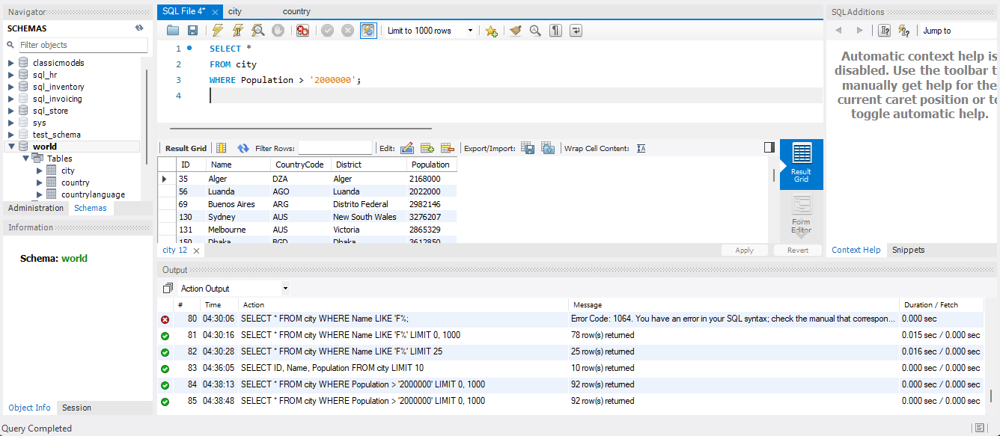 Navigator
SCHEMAS
Filter objects
classicmodels
sql_hr
sql_inventory
sql_invoicing
sql_store
sys
test_schema
world
Tables
city
country
countrylanguage
Administration Schemas
Information
Schema: world
Object Info Session
Query Completed
SQL File 4* city country
Limit to 1000 rows
1 SELECT *
2 FROM city
3 WHERE Population > '2000000';
4
Result Grid Filter Rows: Edit: Export/Import: Wrap Cell Content: IA
ID Name CountryCode District Population
35 Alger DZA Alger 2168000
56 Luanda AGO Luanda 2022000
69 Buenos Aires ARG Distrito Federal 2982146
130 Sydney AUS New South Wales 3276207
131 Melbourne AUS Victoria 2865329
150 Dhaka BGD Dhaka 3612850
Result
Grid
Form
Editor
city 12 Apply Revert
Output
Action Output
# Time Action Message Duration / Fetch
80 04:30:06 SELECT * FROM city WHERE Name LIKE 'F%; Error Code: 1064. You have an error in your SQL syntax; check the manual that correspon... 0.000 sec
81 04:30:16 SELECT * FROM city WHERE Name LIKE 'F%' LIMIT 0, 1000 78 row(s) returned 0.015 sec / 0.000 sec
82 04:30:28 SELECT * FROM city WHERE Name LIKE 'F%' LIMIT 25 25 row(s) returned 0.016 sec / 0.000 sec
83 04:36:05 SELECT ID, Name, Population FROM city LIMIT 10 10 row(s) returned 0.000 sec / 0.000 sec
84 04:38:13 SELECT * FROM city WHERE Population > '2000000' LIMIT 0, 1000 92 row(s) returned 0.000 sec / 0.000 sec
85 04:38:48 SELECT * FROM city WHERE Population > '2000000' LIMIT 0, 1000 92 row(s) returned 0.000 sec / 0.000 sec
SQLAdditions
Jump to
Automatic context help is
disabled. Use the toolbar t
manually get help for the
current caret position or to
toggle automatic help.
Context Help Snippets